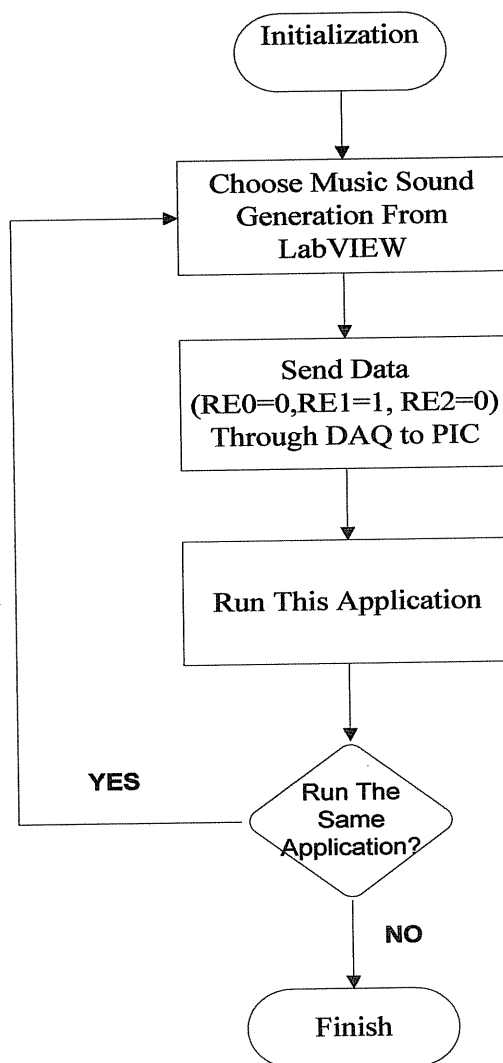 Initialization
Choose Music Sound
Generation From
LabVIEW
Send Data
(RE0=0,RE1=1, RE2=0)
Through DAQ to PIC
Run This Application
YES
Run The
Same
Application?
NO
Finish